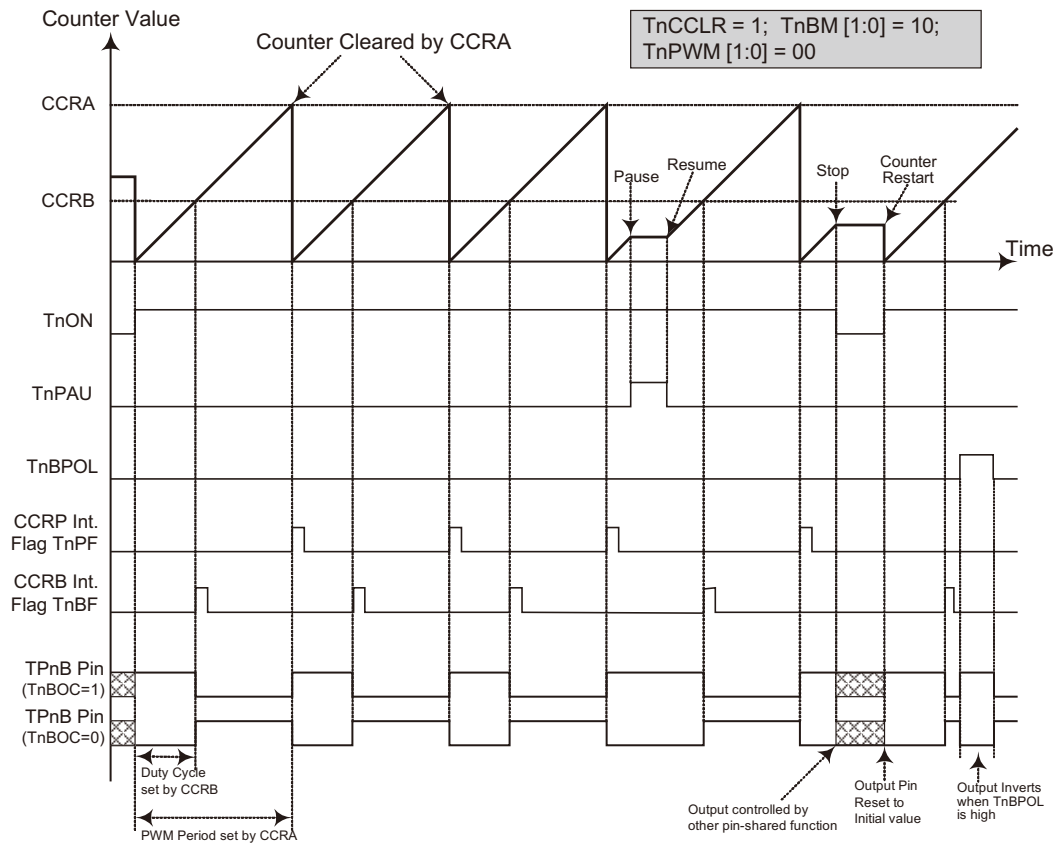 Counter Value
TnCCLR = 1; TnBM [1:0] = 10;
TnPWM [1:0] = 00
Counter Cleared by CCRA
CCRA
Pause
Resume
Stop
Counter
Restart
CCRB
Time
TnON
TnPAU
TnBPOL
CCRP Int.
Flag TnPF
CCRB Int.
Flag TnBF
TPnB Pin
(TnBOC=1)
TPnB Pin
(TnBOC=0)
Duty Cycle
set by CCRB
PWM Period set by CCRA
Output controlled by
other pin-shared function
Output Pin
Reset to
Initial value
Output Inverts
when TnBPOL
is high